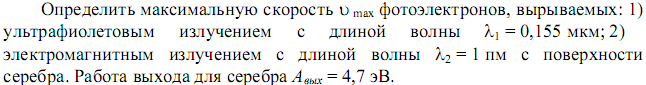 Определить максимальную скорость υ max фотоэлектронов, вырываемых: 1)
ультрафиолетовым излучением с длиной волны λ₁ = 0,155 мкм; 2)
электромагнитным излучением с длиной волны λ₂ = 1 пм с поверхности
серебра. Работа выхода для серебра Aвых = 4,7 эВ.